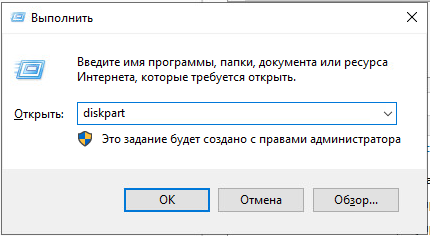 Выполнить
Введите имя программы, папки, документа или ресурса
Интернета, которые требуется открыть.
Открыть: diskpart
Это задание будет создано с правами администратора
ОК Отмена Обзор...